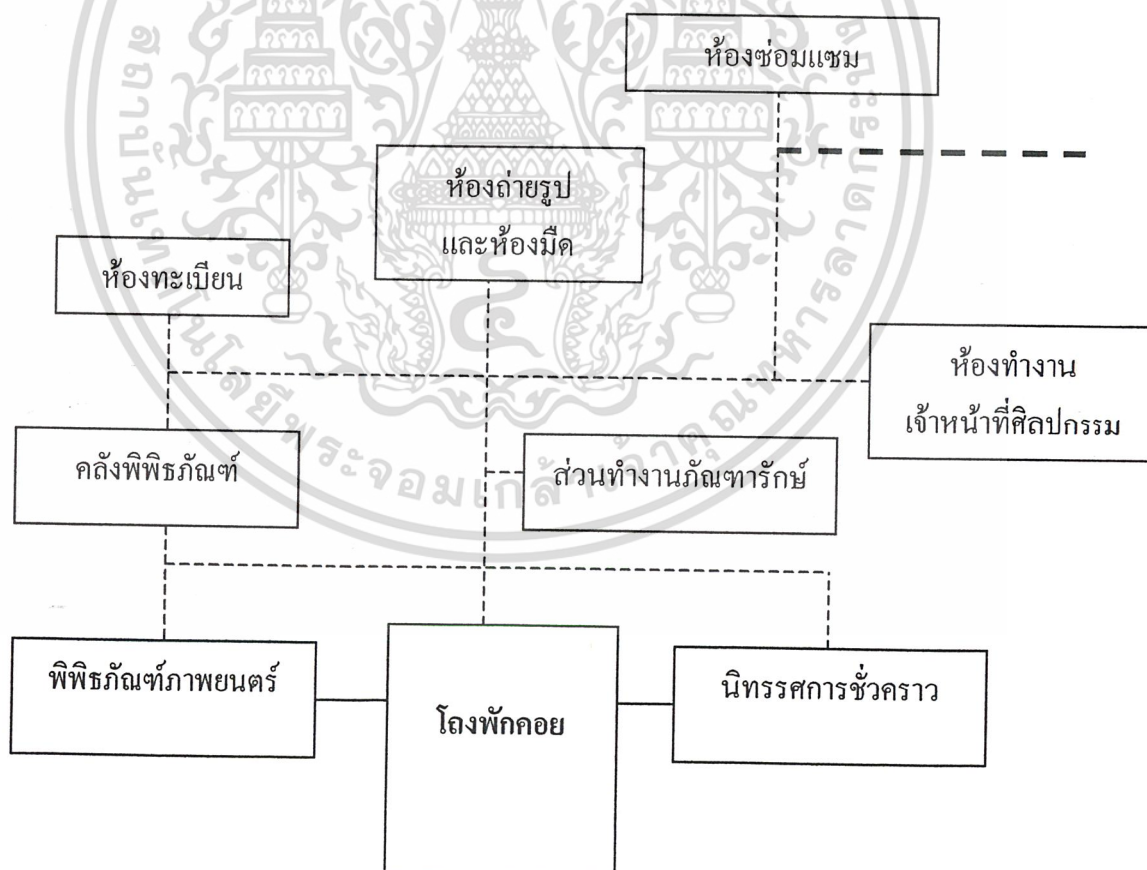 ห้องซ่อมแซม
ห้องถ่ายรูป
และห้องมืด
ห้องทะเบียน
ห้องทำงาน
เจ้าหน้าที่ศิลปกรรม
คลังพิพิธภัณฑ์
ส่วนทำงานภัณฑารักษ์
พิพิธภัณฑ์ภาพยนตร์
โถงพักคอย
นิทรรศการชั่วคราว